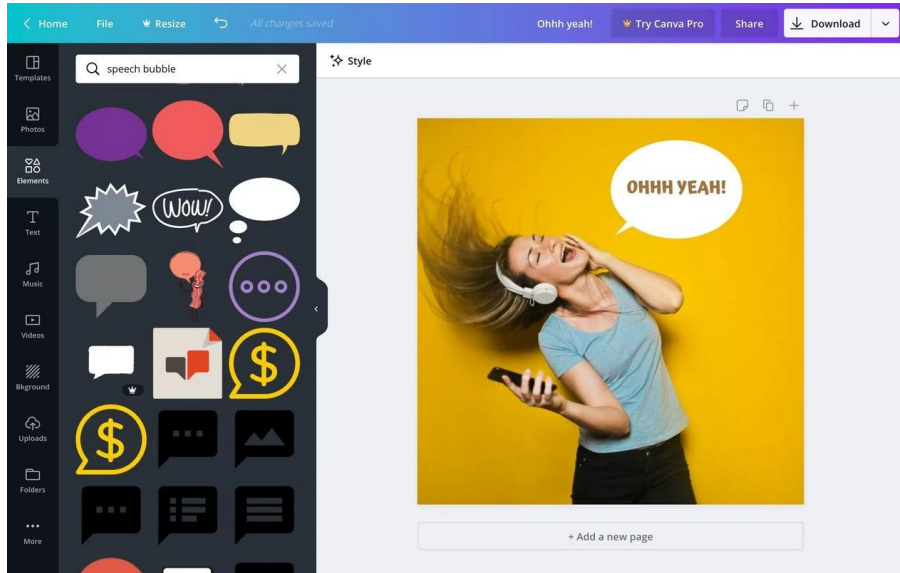 Home File Resize All changes saved Ohhh yeah! Try Canva Pro Share Download
Templates
Photos
Elements
Text
Music
Videos
Bkground
Uploads
Folders
More
speech bubble
WOW!
$
$
Style
OHHH YEAH!
+ Add a new page